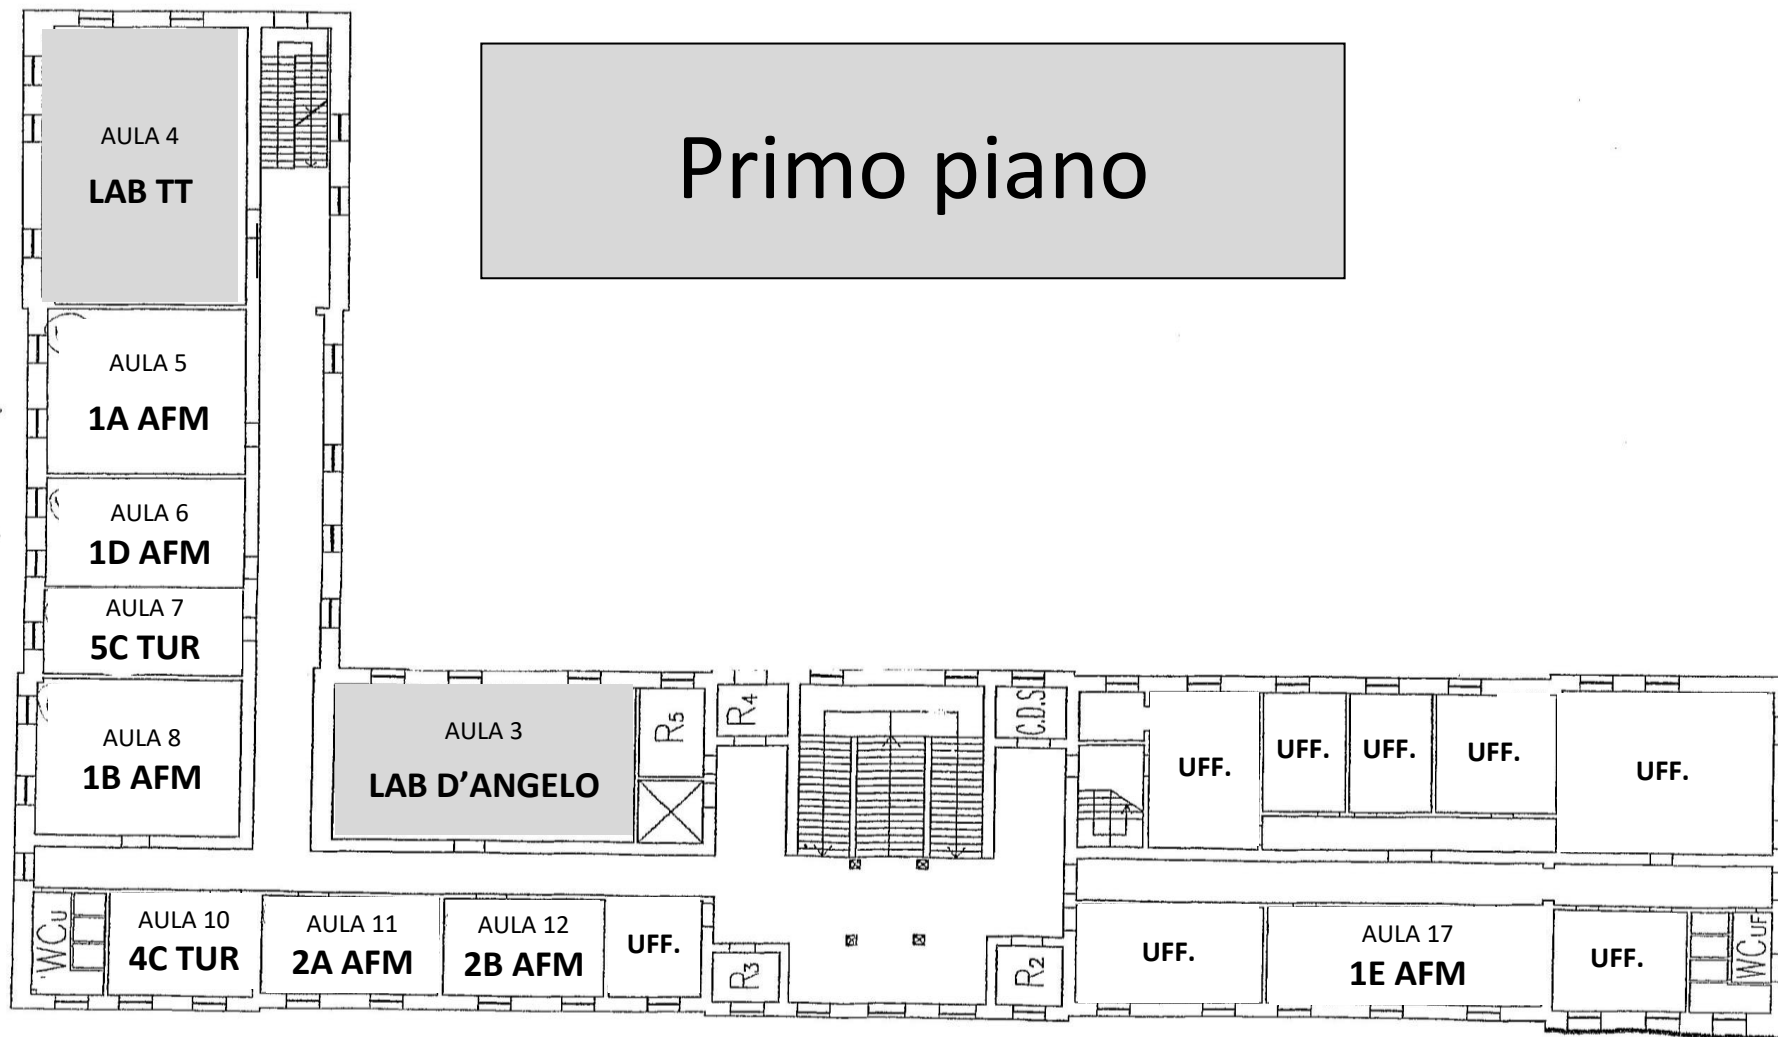 Primo piano
AULA 4
LAB TT
AULA 5
1A AFM
AULA 6
1D AFM
AULA 7
5C TUR
AULA 8
1B AFM
AULA 3
LAB D’ANGELO
R5
R4
C.D.S
UFF.
UFF.
UFF.
UFF.
UFF.
WCU
AULA 10
4C TUR
AULA 11
2A AFM
AULA 12
2B AFM
UFF.
R3
R2
UFF.
AULA 17
1E AFM
UFF.
WCUF